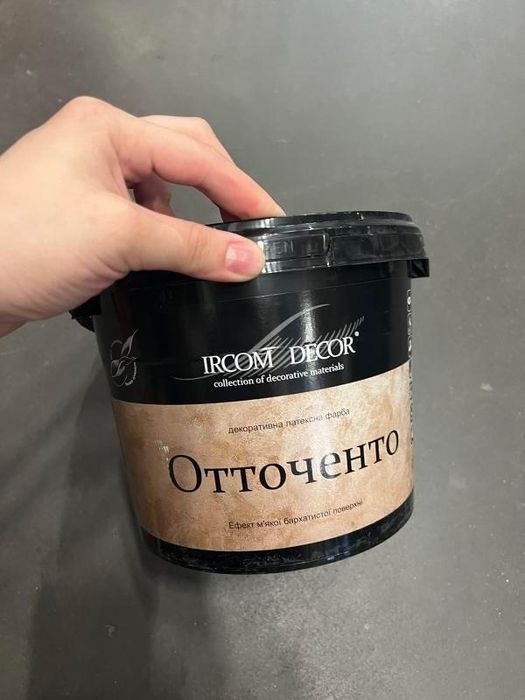 IRCOM DECOR®
collection of decorative materials
декоративна латексна фарба
Отточенто
Ефект м'якої бархатистої поверхні